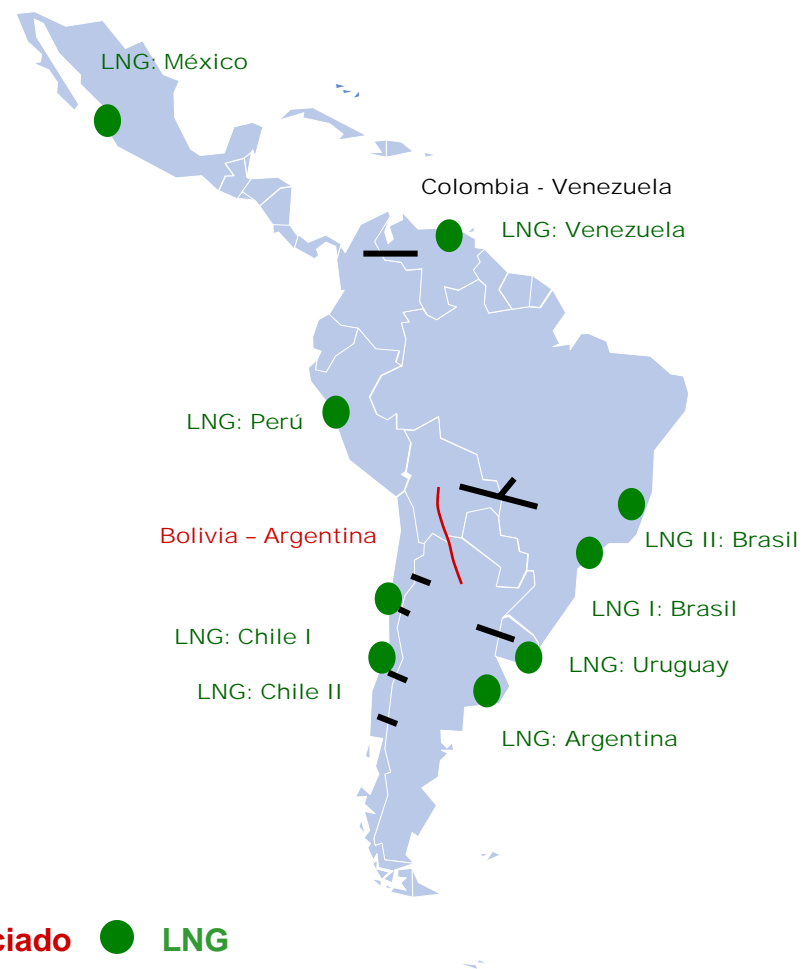 LNG: México
Colombia - Venezuela
LNG: Venezuela
LNG: Perú
Bolivia – Argentina
LNG II: Brasil
LNG I: Brasil
LNG: Chile I
LNG: Uruguay
LNG: Chile II
LNG: Argentina
ciado LNG